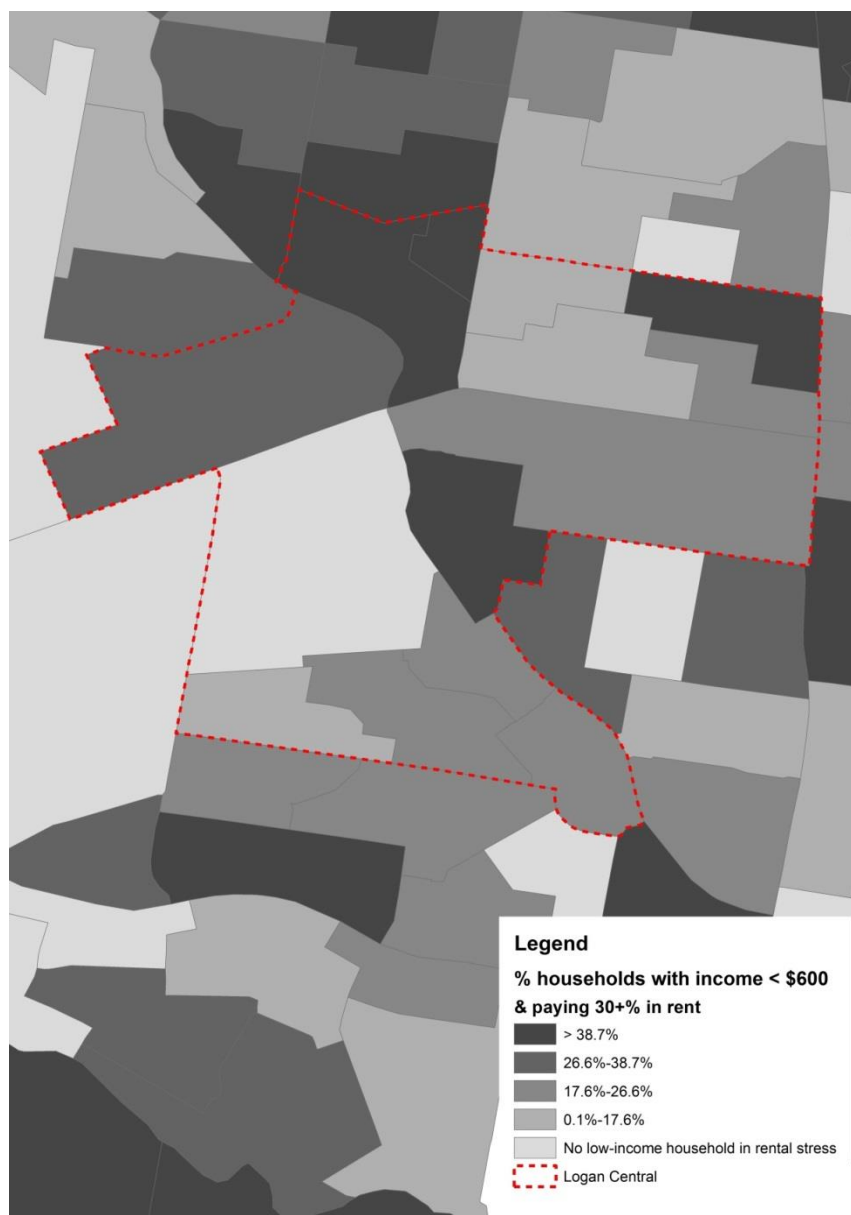 Legend
% households with income < $600
& paying 30+% in rent
> 38.7%
26.6%-38.7%
17.6%-26.6%
0.1%-17.6%
No low-income household in rental stress
Logan Central